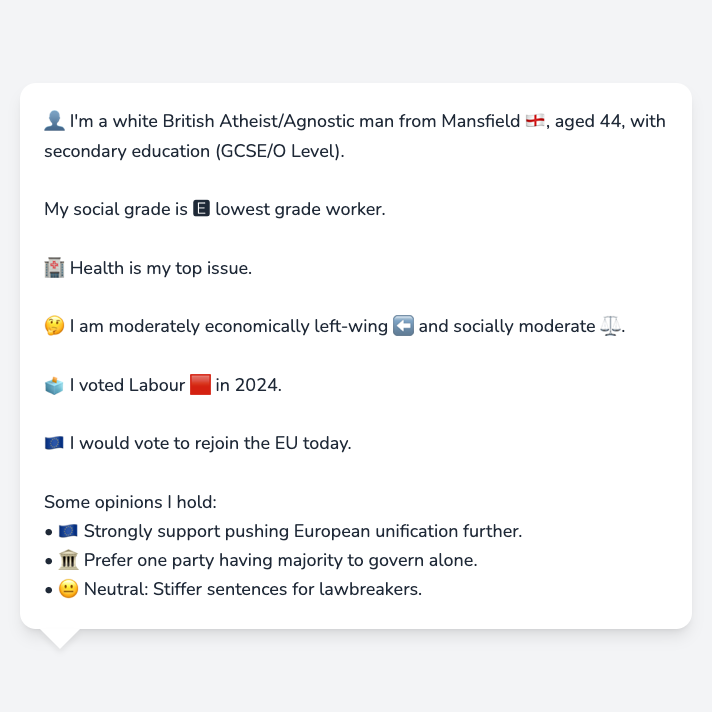 👤 I'm a white British Atheist/Agnostic man from Mansfield 🏴󠁧󠁢󠁥󠁮󠁧󠁿, aged 44, with
secondary education (GCSE/O Level).
My social grade is 🅴 lowest grade worker.
🏥 Health is my top issue.
🤔 I am moderately economically left-wing ⬅️ and socially moderate ⚖️.
🗳️ I voted Labour 🟥 in 2024.
🇪🇺 I would vote to rejoin the EU today.
Some opinions I hold:
• 🇪🇺 Strongly support pushing European unification further.
• 🏛️ Prefer one party having majority to govern alone.
• 😐 Neutral: Stiffer sentences for lawbreakers.